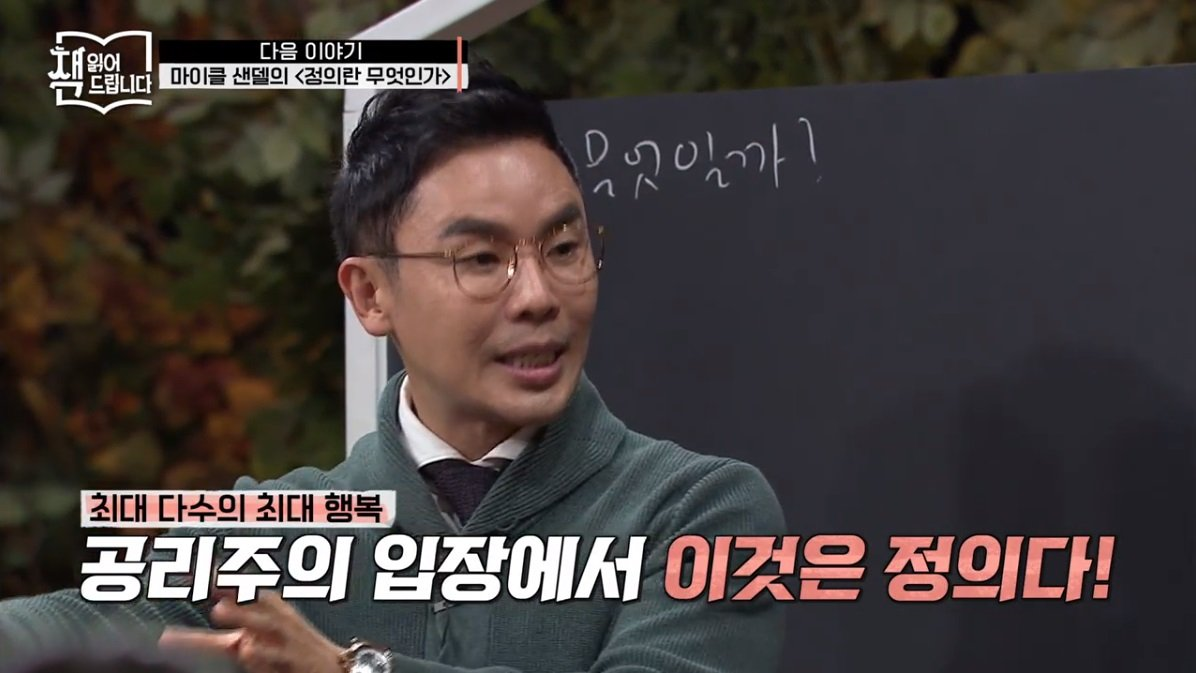 책 읽어
드립니다
다음 이야기
마이클 샌델의 <정의란 무엇인가>
무엇일까?
최대 다수의 최대 행복
공리주의 입장에서 이것은 정의다!